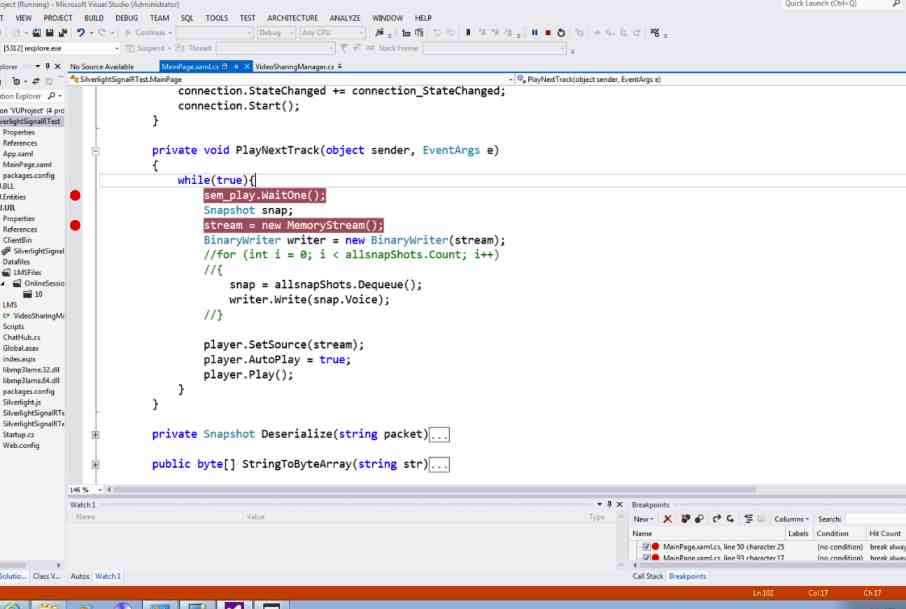 oject (Running) - Microsoft Visual Studio (Administrator)
Quick Launch (Ctrl+Q)
VIEW PROJECT BUILD DEBUG TEAM SQL TOOLS TEST ARCHITECTURE ANALYZE WINDOW HELP
Continue Debug Any CPU
[5312] iexplore.exe Suspend Thread: Stack Frame:
plorer No Source Available MainPage.xaml.cs VideoSharingManager.cs
SilverlightSignalRTest.MainPage PlayNextTrack(object sender, EventArgs e)
connection.StateChanged += connection_StateChanged;
connection.Start();
}
private void PlayNextTrack(object sender, EventArgs e)
{
while(true){
sem_play.WaitOne();
Snapshot snap;
stream = new MemoryStream();
BinaryWriter writer = new BinaryWriter(stream);
//for (int i = 0; i < allsnapShots.Count; i++)
//{
snap = allsnapShots.Dequeue();
writer.Write(snap.Voice);
//}
player.SetSource(stream);
player.AutoPlay = true;
player.Play();
}
}
private Snapshot Deserialize(string packet)...
public byte[] StringToByteArray(string str)...
tion Explorer
on 'VUProject' (4 pro
verlightSignalRTest
Properties
References
App.xaml
MainPage.xaml
packages.config
.BLL
.Entities
.UIL
Properties
References
ClientBin
SilverlightSignal
Datafiles
LMSFiles
OnlineSessio
10
LMS
VideoSharingMa
Scripts
ChatHub.cs
Global.asax
index.aspx
libmp3lame.32.dll
libmp3lame.64.dll
packages.config
Silverlight.js
SilverlightSignalRTe
SilverlightSignalRTe
Startup.cs
Web.config
146 %
Watch 1
Name Value Type
Breakpoints
New Columns Search:
Name Labels Condition Hit Count
MainPage.xaml.cs, line 90 character 25 (no condition) break alway
MainPage.xaml.cs, line 93 character 17 (no condition) break alway
Solutio... Class V... Autos Watch 1
Call Stack Breakpoints
Ln 102 Col 17 Ch 17